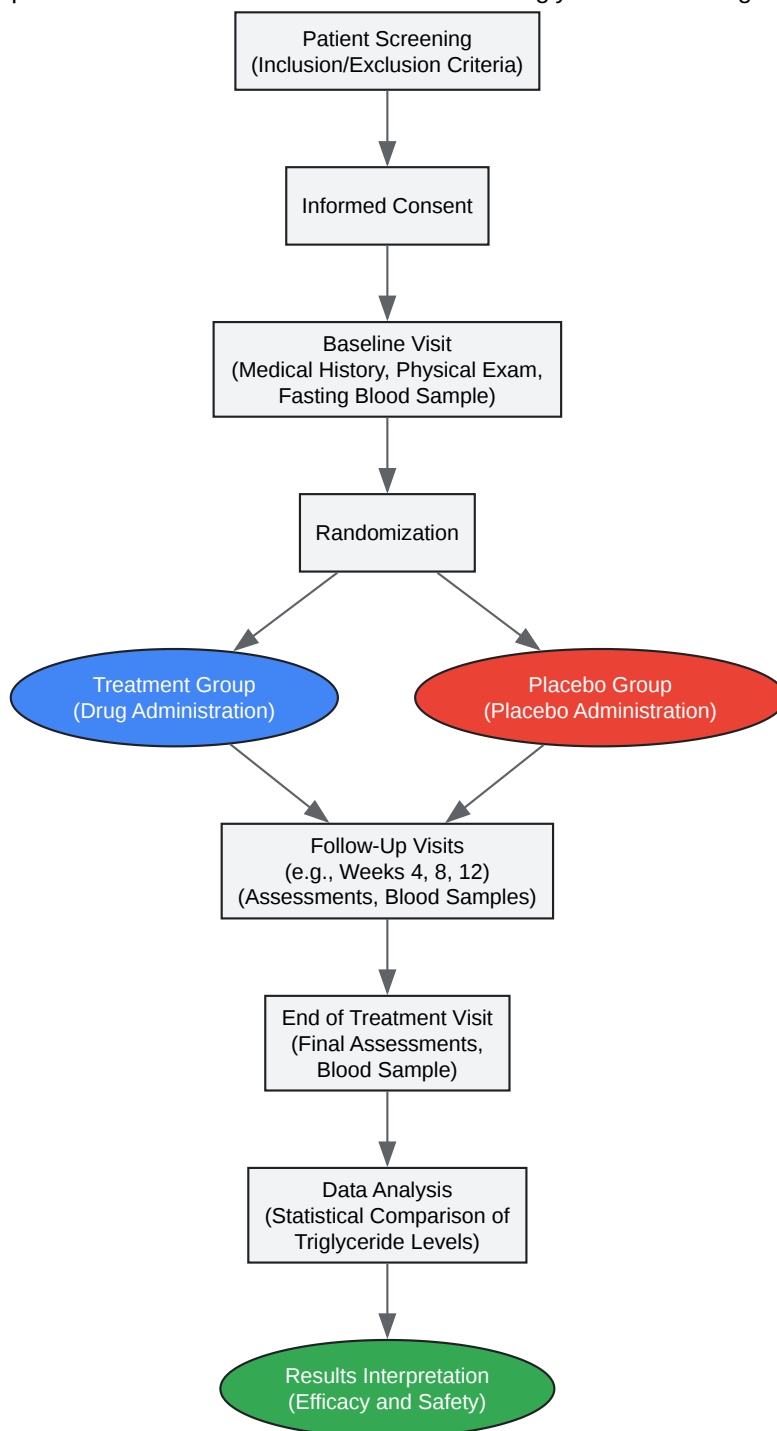 Patient Screening
(Inclusion/Exclusion Criteria)
Informed Consent
Baseline Visit
(Medical History, Physical Exam,
Fasting Blood Sample)
Randomization
Treatment Group
(Drug Administration)
Placebo Group
(Placebo Administration)
Follow-Up Visits
(e.g., Weeks 4, 8, 12)
(Assessments, Blood Samples)
End of Treatment Visit
(Final Assessments,
Blood Sample)
Data Analysis
(Statistical Comparison of
Triglyceride Levels)
Results Interpretation
(Efficacy and Safety)